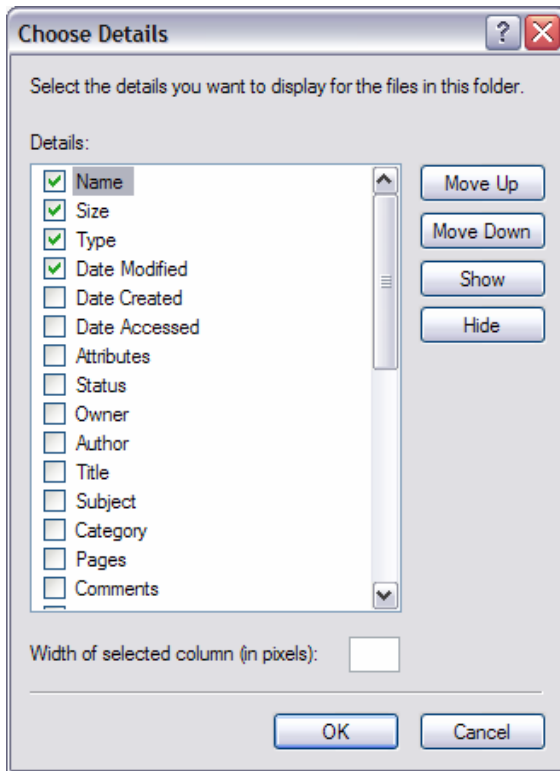 Choose Details
Select the details you want to display for the files in this folder.
Details:
Name
Size
Type
Date Modified
Date Created
Date Accessed
Attributes
Status
Owner
Author
Title
Subject
Category
Pages
Comments
Move Up
Move Down
Show
Hide
Width of selected column (in pixels):
OK
Cancel